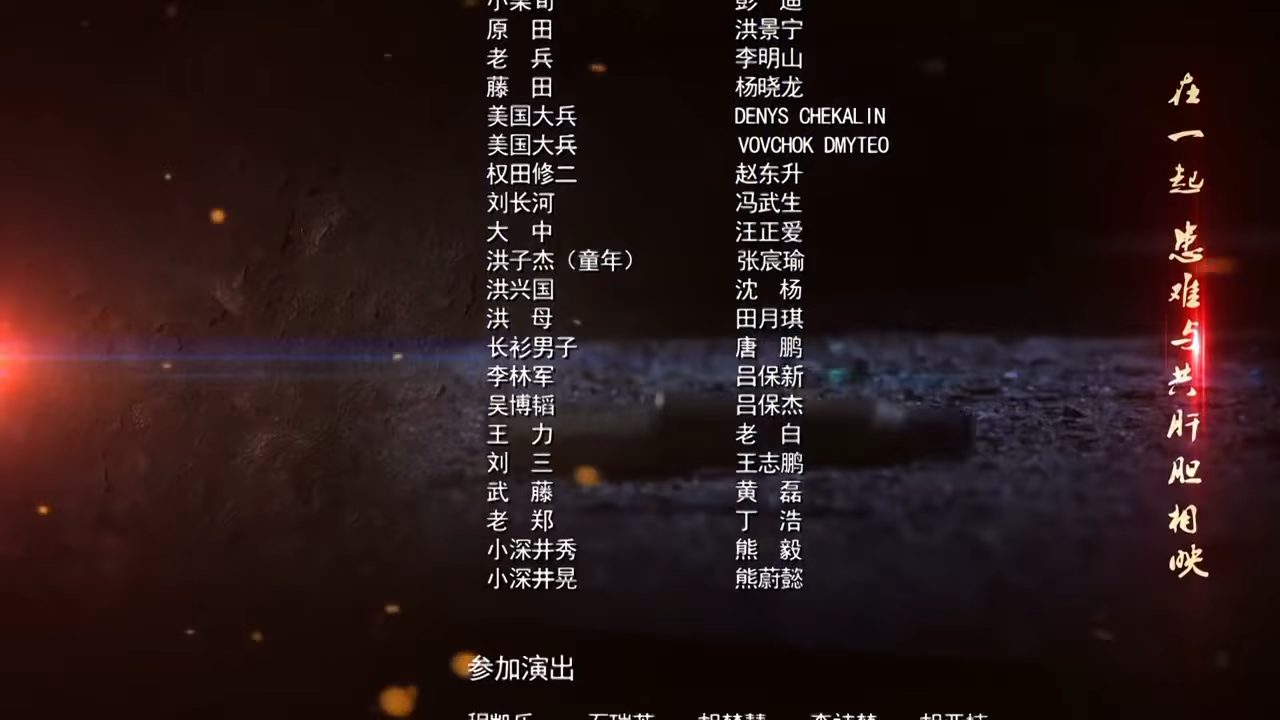 原 田 洪景宁
老 兵 李明山
藤 田 杨晓龙
美国大兵 DENYS CHEKALIN
美国大兵 VOVCHOK DMYTEO
权田修二 赵东升
刘长河 冯武生
大 中 汪正爱
洪子杰（童年） 张宸瑜
洪兴国 沈 杨
洪 母 田月琪
长衫男子 唐 鹏
李林军 吕保新
吴博韬 吕保杰
王 力 老 白
刘 三 王志鹏
武 藤 黄 磊
老 郑 丁 浩
小深井秀 熊 毅
小深井晃 熊蔚懿
参加演出
在一起 患难与共肝胆相映